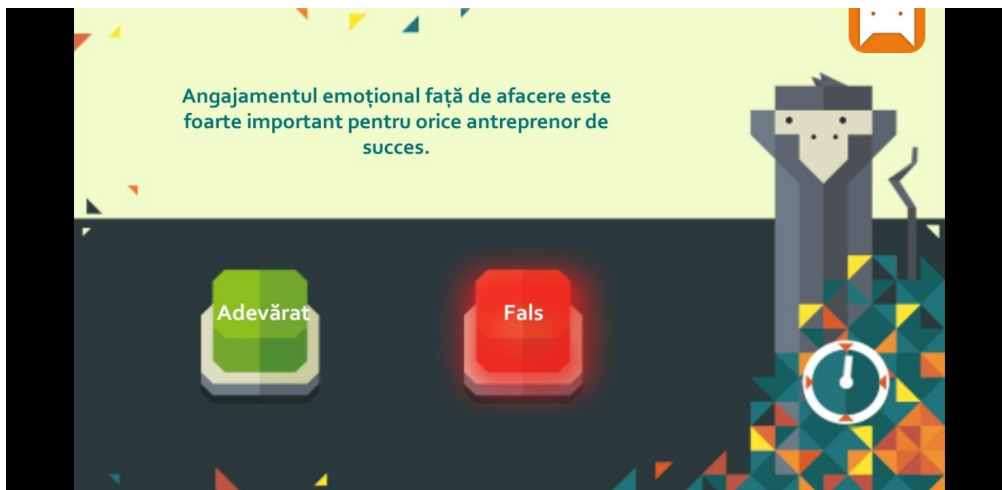 Angajamentul emoțional față de afacere este
foarte important pentru orice antreprenor de
succes.
Adevărat
Fals